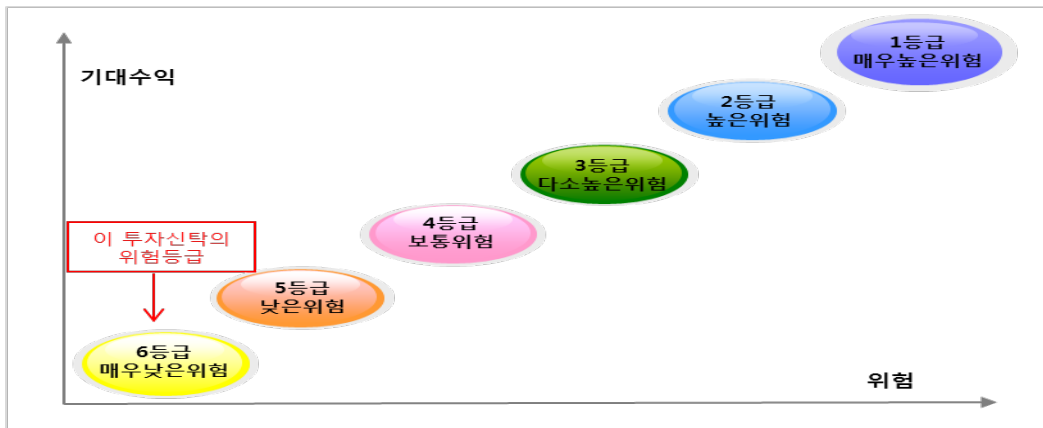 기대수익
1등급
매우높은위험
2등급
높은위험
3등급
다소높은위험
4등급
보통위험
이 투자신탁의
위험등급
5등급
낮은위험
6등급
매우낮은위험
위험